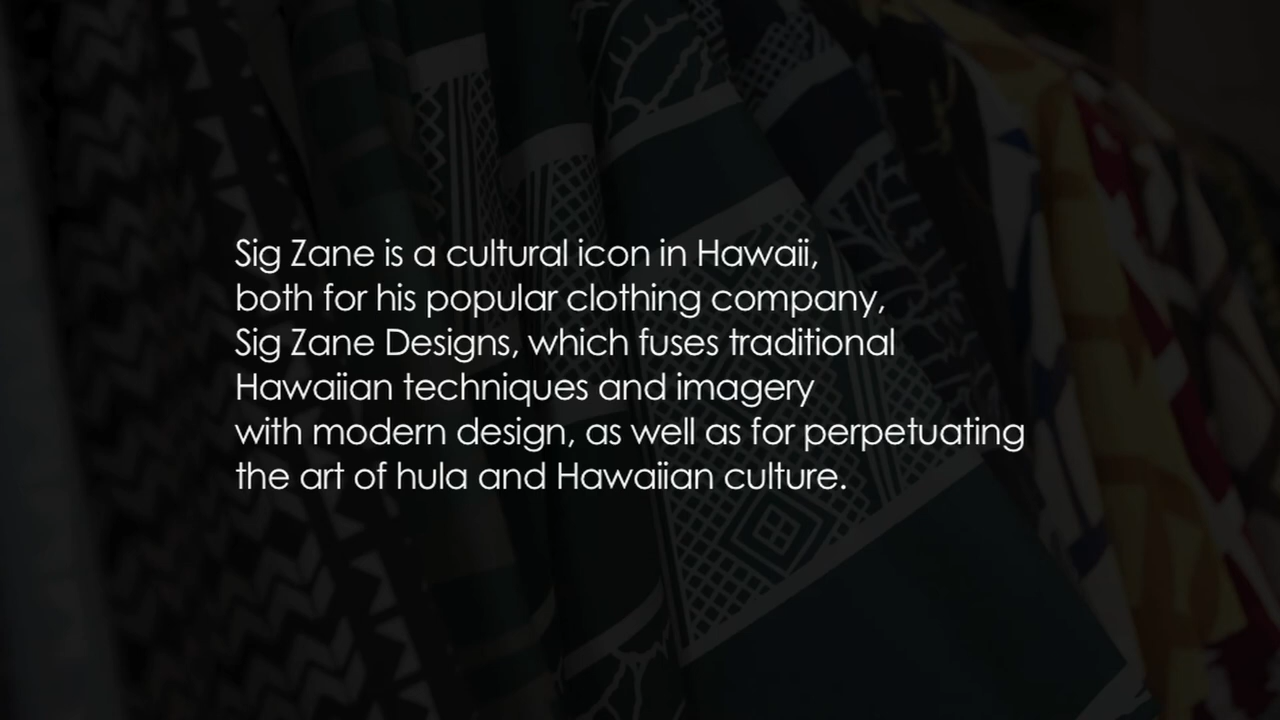 Sig Zane is a cultural icon in Hawaii,
both for his popular clothing company,
Sig Zane Designs, which fuses traditional
Hawaiian techniques and imagery
with modern design, as well as for perpetuating
the art of hula and Hawaiian culture.